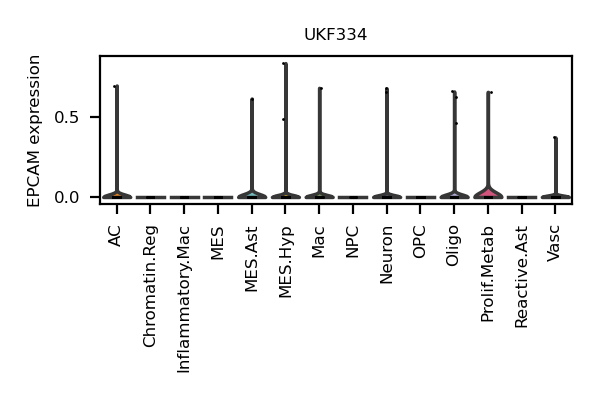 UKF334
EPCAM expression
0.5
0.0
AC
Chromatin.Reg
Inflammatory.Mac
MES
MES.Ast
MES.Hyp
Mac
NPC
Neuron
OPC
Oligo
Prolif.Metab
Reactive.Ast
Vasc